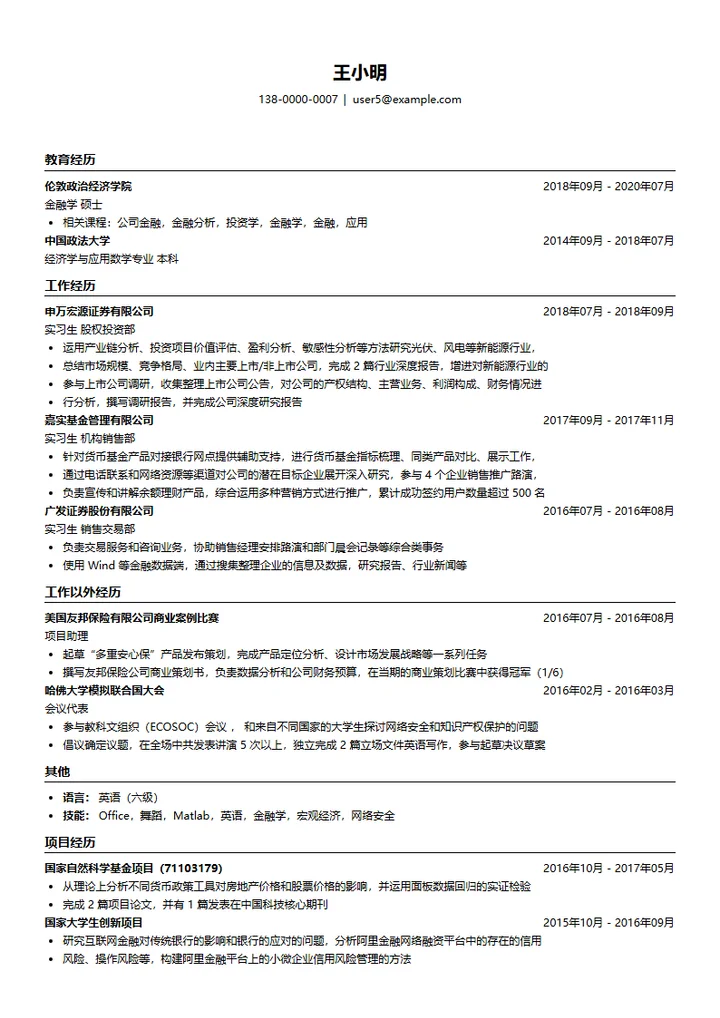 王小明
138-0000-0007 | user5@example.com
教育经历
伦敦政治经济学院 2018年09月 - 2020年07月
金融学 硕士
• 相关课程：公司金融，金融分析，投资学，金融学，金融，应用
中国政法大学 2014年09月 - 2018年07月
经济学与应用数学专业 本科
工作经历
申万宏源证券有限公司 2018年07月 - 2018年09月
实习生 股权投资部
• 运用产业链分析、投资项目价值评估、盈利分析、敏感性分析等方法研究光伏、风电等新能源行业，
• 总结市场规模、竞争格局、业内主要上市/非上市公司，完成 2 篇行业深度报告，增进对新能源行业的
• 参与上市公司调研，收集整理上市公司公告，对公司的产权结构、主营业务、利润构成、财务情况进
• 行分析，撰写调研报告，并完成公司深度研究报告
嘉实基金管理有限公司 2017年09月 - 2017年11月
实习生 机构销售部
• 针对货币基金产品对接银行网点提供辅助支持，进行货币基金指标梳理、同类产品对比、展示工作，
• 通过电话联系和网络资源等渠道对公司的潜在目标企业展开深入研究，参与 4 个企业销售推广路演，
• 负责宣传和讲解余额理财产品，综合运用多种营销方式进行推广，累计成功签约用户数量超过 500 名
广发证券股份有限公司 2016年07月 - 2016年08月
实习生 销售交易部
• 负责交易服务和咨询业务，协助销售经理安排路演和部门晨会记录等综合类事务
• 使用 Wind 等金融数据端，通过搜集整理企业的信息及数据，研究报告、行业新闻等
工作以外经历
美国友邦保险有限公司商业案例比赛 2016年07月 - 2016年08月
项目助理
• 起草“多重安心保”产品发布策划，完成产品定位分析、设计市场发展战略等一系列任务
• 撰写友邦保险公司商业策划书，负责数据分析和公司财务预算，在当期的商业策划比赛中获得冠军（1/6）
哈佛大学模拟联合国大会 2016年02月 - 2016年03月
会议代表
• 参与教科文组织（ECOSOC）会议， 和来自不同国家的大学生探讨网络安全和知识产权保护的问题
• 倡议确定议题，在全场中共发表讲演 5 次以上，独立完成 2 篇立场文件英语写作，参与起草决议草案
其他
• 语言： 英语（六级）
• 技能： Office，舞蹈，Matlab，英语，金融学，宏观经济，网络安全
项目经历
国家自然科学基金项目（71103179） 2016年10月 - 2017年05月
• 从理论上分析不同货币政策工具对房地产价格和股票价格的影响，并运用面板数据回归的实证检验
• 完成 2 篇项目论文，并有 1 篇发表在中国科技核心期刊
国家大学生创新项目 2015年10月 - 2016年09月
• 研究互联网金融对传统银行的影响和银行的应对的问题，分析阿里金融网络融资平台中的存在的信用
• 风险、操作风险等，构建阿里金融平台上的小微企业信用风险管理的方法